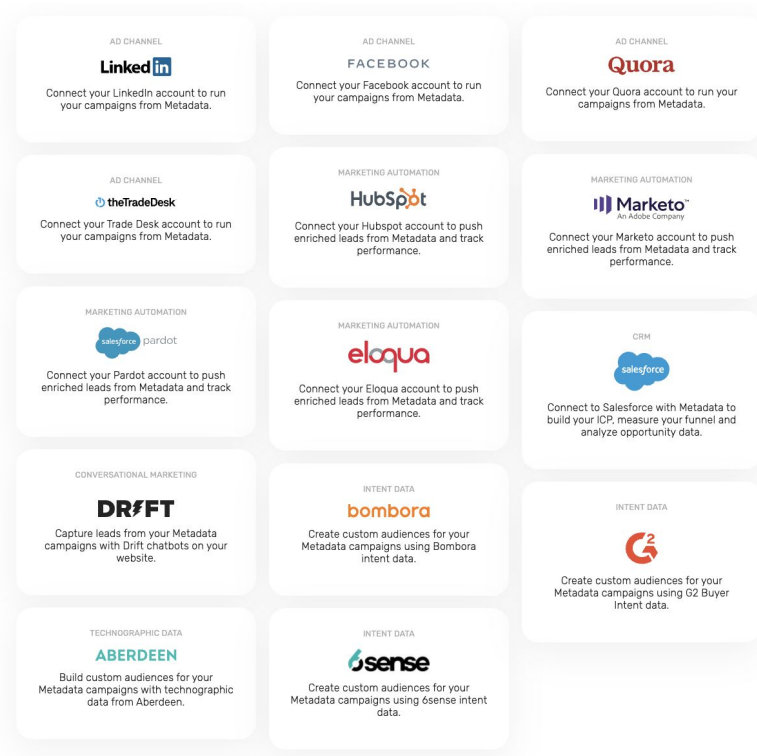 AD CHANNEL
Linked in
Connect your LinkedIn account to run
your campaigns from Metadata.
AD CHANNEL
FACEBOOK
Connect your Facebook account to run
your campaigns from Metadata.
AD CHANNEL
Quora
Connect your Quora account to run your
campaigns from Metadata.
AD CHANNEL
theTradeDesk
Connect your Trade Desk account to run
your campaigns from Metadata.
MARKETING AUTOMATION
HubSpot
Connect your Hubspot account to push
enriched leads from Metadata and track
performance.
MARKETING AUTOMATION
Marketo™
An Adobe Company
Connect your Marketo account to push
enriched leads from Metadata and track
performance.
MARKETING AUTOMATION
salesforce pardot
Connect your Pardot account to push
enriched leads from Metadata and track
performance.
MARKETING AUTOMATION
eloqua
Connect your Eloqua account to push
enriched leads from Metadata and track
performance.
CRM
salesforce
Connect to Salesforce with Metadata to
build your ICP, measure your funnel and
analyze opportunity data.
CONVERSATIONAL MARKETING
DRIFT
Capture leads from your Metadata
campaigns with Drift chatbots on your
website.
INTENT DATA
bombora
Create custom audiences for your
Metadata campaigns using Bombora
intent data.
INTENT DATA
G2
Create custom audiences for your
Metadata campaigns using G2 Buyer
Intent data.
TECHNOGRAPHIC DATA
ABERDEEN
Build custom audiences for your
Metadata campaigns with technographic
data from Aberdeen.
INTENT DATA
6sense
Create custom audiences for your
Metadata campaigns using 6sense intent
data.